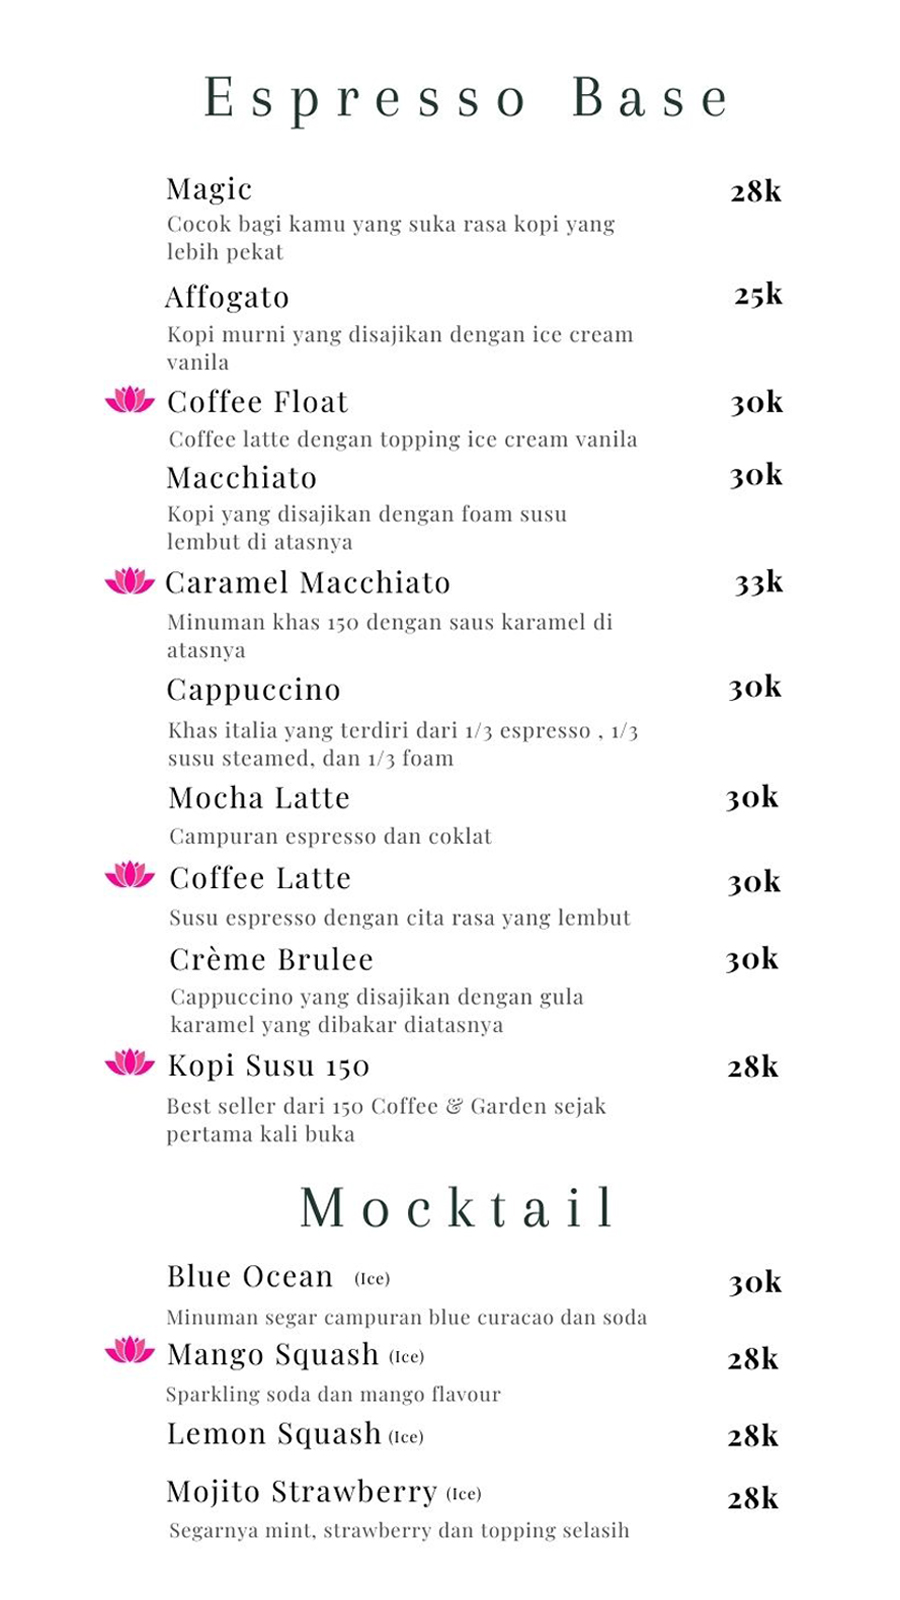 Espresso Base
Magic 28k
Cocok bagi kamu yang suka rasa kopi yang
lebih pekat
Affogato 25k
Kopi murni yang disajikan dengan ice cream
vanila
Coffee Float 30k
Coffee latte dengan topping ice cream vanila
Macchiato 30k
Kopi yang disajikan dengan foam susu
lembut di atasnya
Caramel Macchiato 33k
Minuman khas 150 dengan saus karamel di
atasnya
Cappuccino 30k
Khas italia yang terdiri dari 1/3 espresso , 1/3
susu steamed, dan 1/3 foam
Mocha Latte 30k
Campuran espresso dan coklat
Coffee Latte 30k
Susu espresso dengan cita rasa yang lembut
Crème Brulee 30k
Cappuccino yang disajikan dengan gula
karamel yang dibakar diatasnya
Kopi Susu 150 28k
Best seller dari 150 Coffee & Garden sejak
pertama kali buka
Mocktail
Blue Ocean (Ice) 30k
Minuman segar campuran blue curacao dan soda
Mango Squash (Ice) 28k
Sparkling soda dan mango flavour
Lemon Squash (Ice) 28k
Mojito Strawberry (Ice) 28k
Segarnya mint, strawberry dan topping selasih